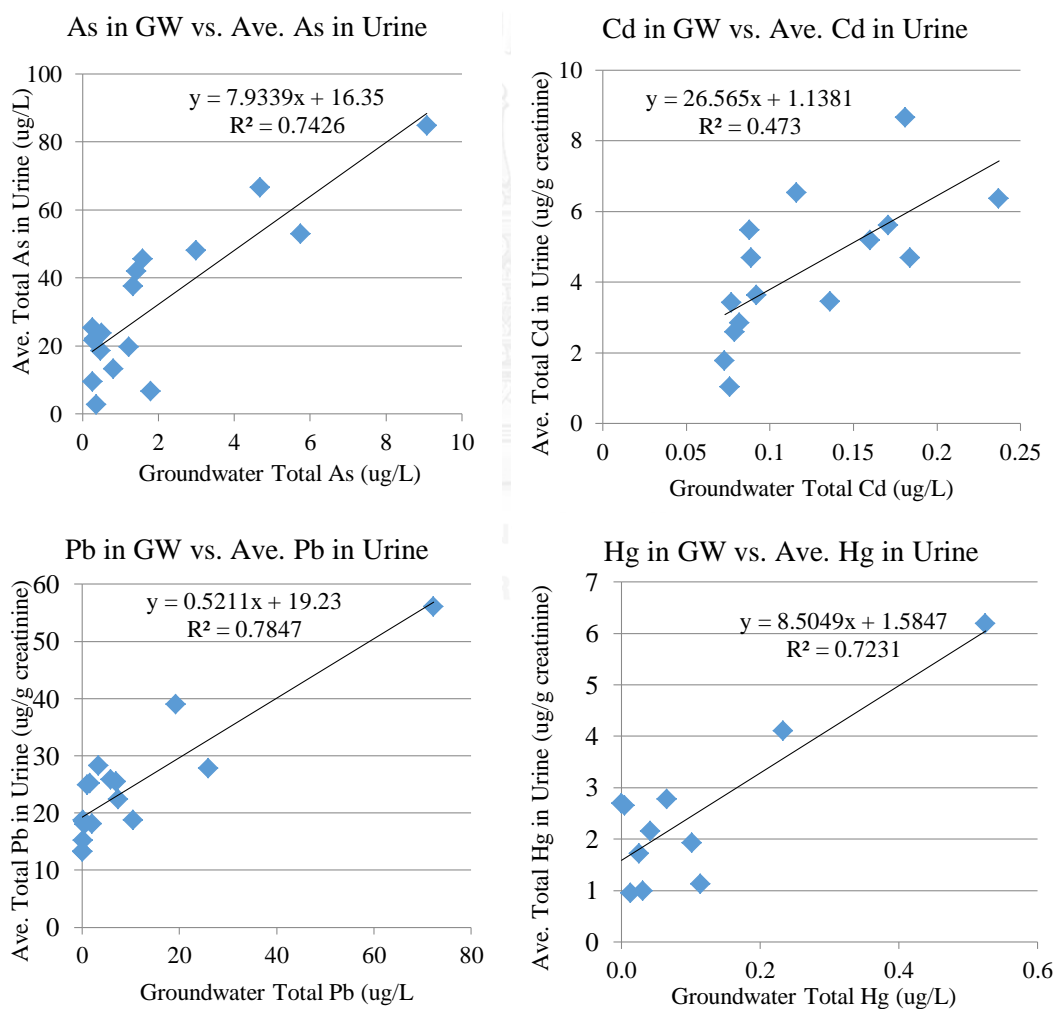 As in GW vs. Ave. As in Urine
Ave. Total As in Urine (ug/L)
100
80
60
40
20
0
y = 7.9339x + 16.35
R² = 0.7426
0 2 4 6 8 10
Groundwater Total As (ug/L)
Cd in GW vs. Ave. Cd in Urine
Ave. Total Cd in Urine (ug/g creatinine)
10
8
6
4
2
0
y = 26.565x + 1.1381
R² = 0.473
0 0.05 0.1 0.15 0.2 0.25
Groundwater Total Cd (ug/L)
Pb in GW vs. Ave. Pb in Urine
Ave. Total Pb in Urine (ug/g creatinine)
60
50
40
30
20
10
0
y = 0.5211x + 19.23
R² = 0.7847
0 20 40 60 80
Groundwater Total Pb (ug/L
Hg in GW vs. Ave. Hg in Urine
Ave. Total Hg in Urine (ug/g creatinine)
7
6
5
4
3
2
1
0
y = 8.5049x + 1.5847
R² = 0.7231
0.0 0.2 0.4 0.6
Groundwater Total Hg (ug/L)